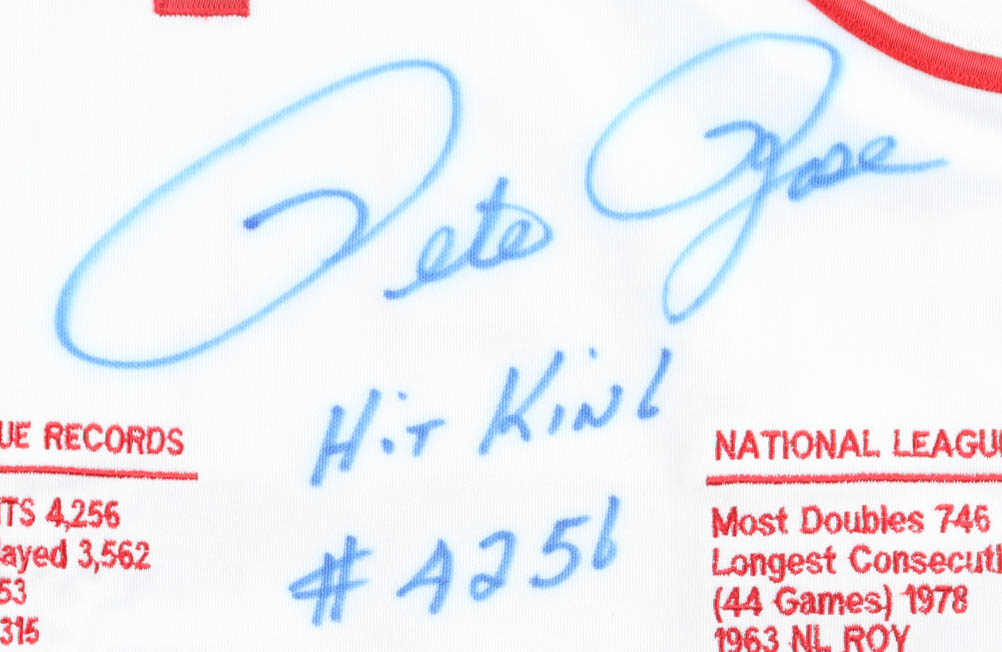 Pete Rose
Hit King
# 4256
UE RECORDS
ITS 4,256
layed 3,562
53
315
NATIONAL LEAGU
Most Doubles 746
Longest Consecuti
(44 Games) 1978
1963 NL ROY